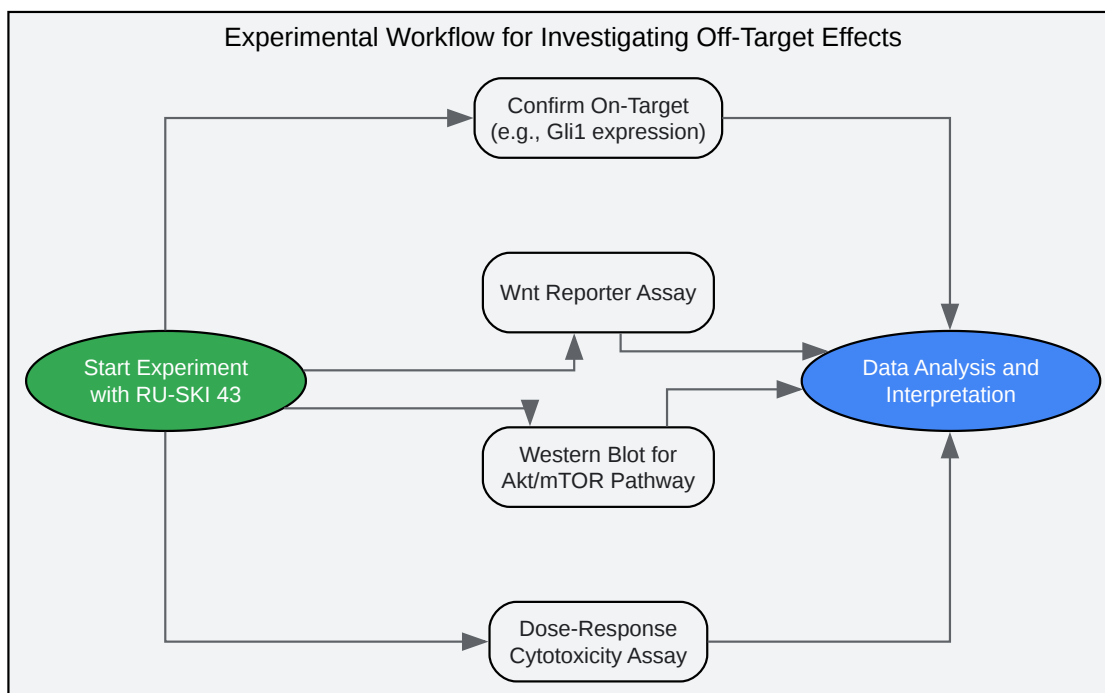 Experimental Workflow for Investigating Off-Target Effects
Confirm On-Target
(e.g., Gli1 expression)
Wnt Reporter Assay
Start Experiment
with RU-SKI 43
Data Analysis and
Interpretation
Western Blot for
Akt/mTOR Pathway
Dose-Response
Cytotoxicity Assay